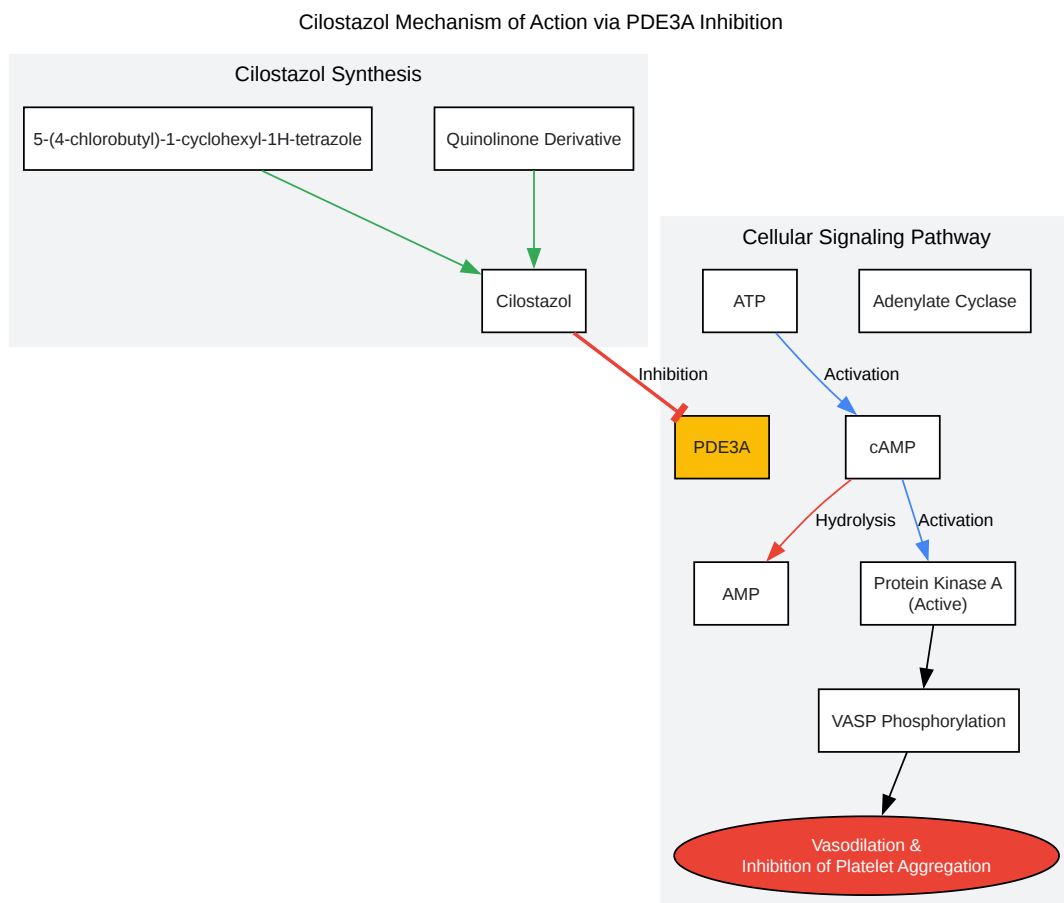 Cilostazol Mechanism of Action via PDE3A Inhibition
Cilostazol Synthesis
5-(4-chlorobutyl)-1-cyclohexyl-1H-tetrazole
Quinolinone Derivative
Cilostazol
Inhibition
Cellular Signaling Pathway
ATP
Adenylate Cyclase
Activation
PDE3A
cAMP
Hydrolysis
Activation
AMP
Protein Kinase A
(Active)
VASP Phosphorylation
Vasodilation &
Inhibition of Platelet Aggregation